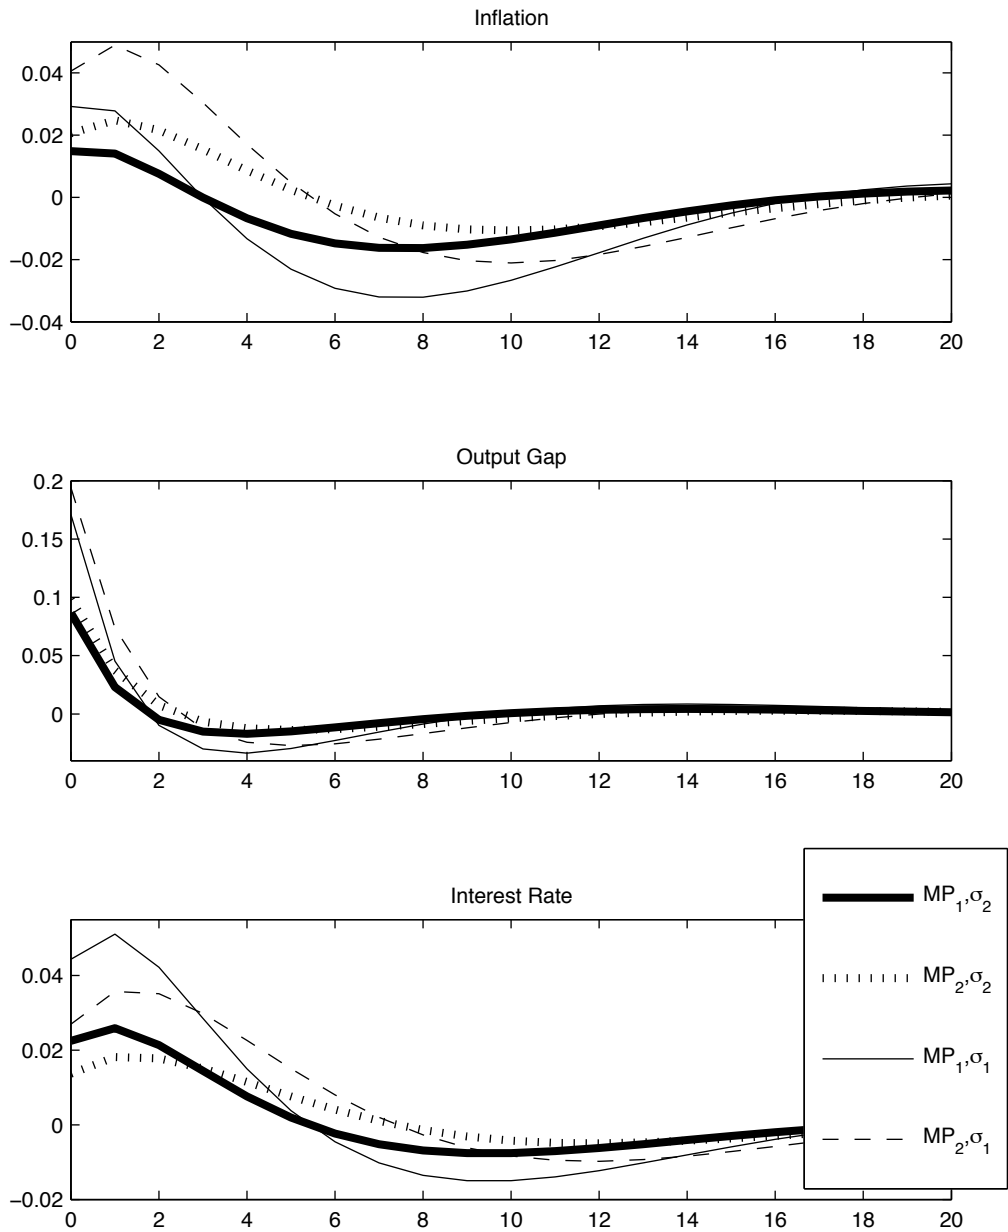 Inflation
0.04
0.02
0
−0.02
−0.04
0 2 4 6 8 10 12 14 16 18 20
Output Gap
0.2
0.15
0.1
0.05
0
0 2 4 6 8 10 12 14 16 18 20
Interest Rate
0.04
0.02
0
−0.02
0 2 4 6 8 10 12 14 16
MP₁,σ₂
MP₂,σ₂
MP₁,σ₁
MP₂,σ₁